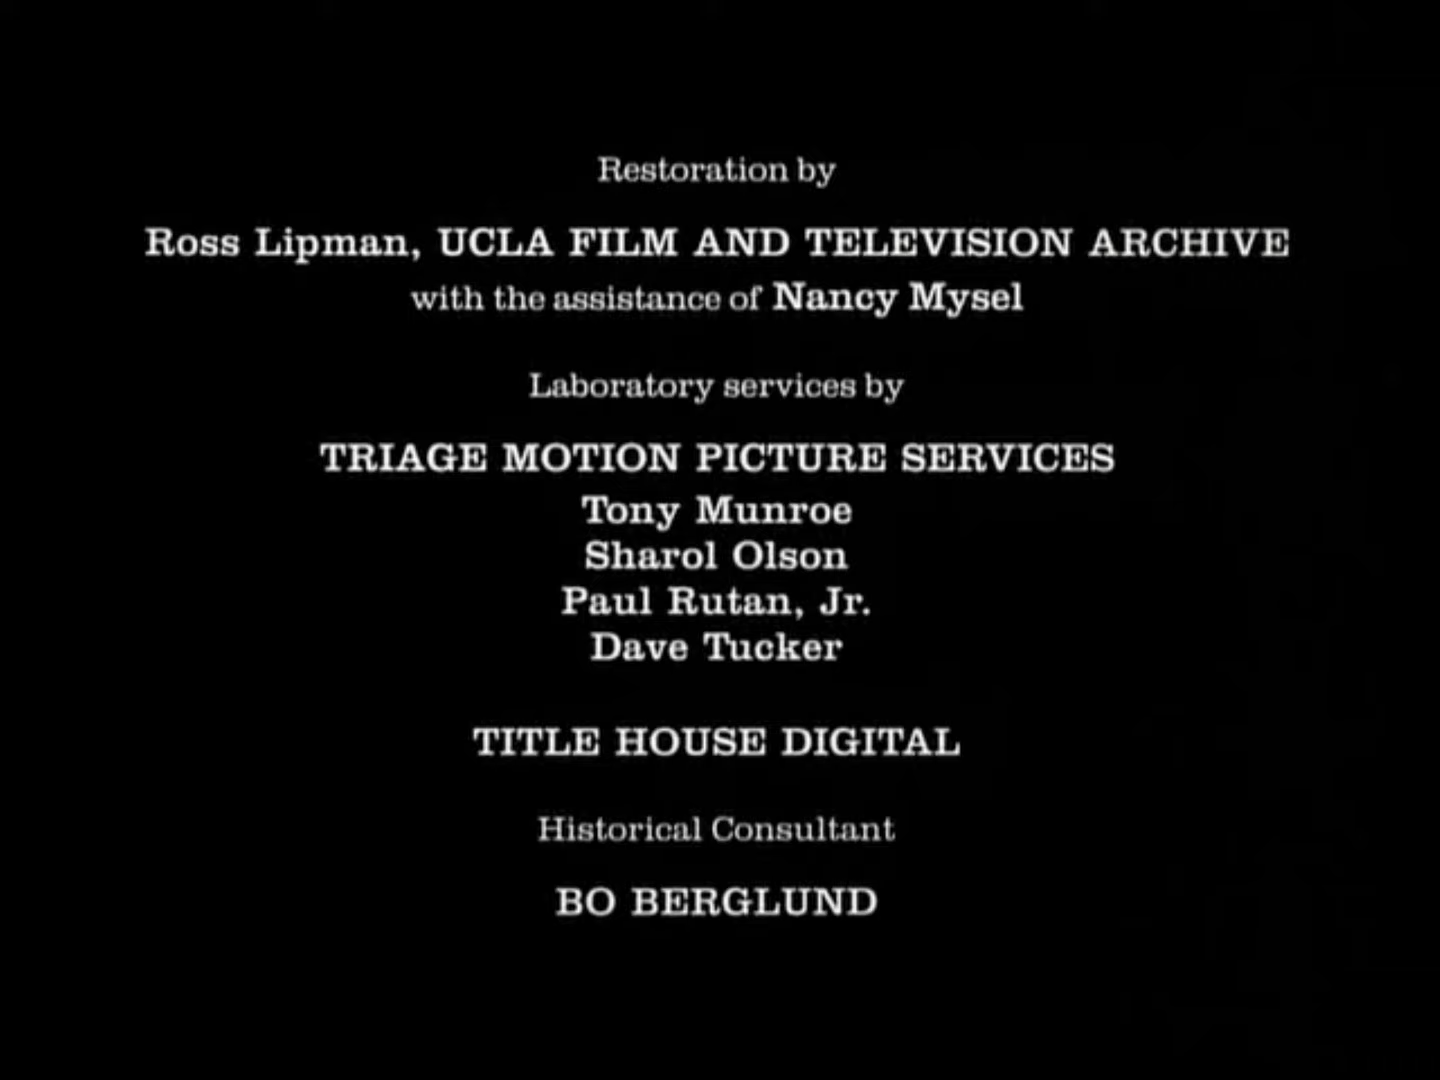 Restoration by
Ross Lipman, UCLA FILM AND TELEVISION ARCHIVE
with the assistance of Nancy Mysel
Laboratory services by
TRIAGE MOTION PICTURE SERVICES
Tony Munroe
Sharol Olson
Paul Rutan, Jr.
Dave Tucker
TITLE HOUSE DIGITAL
Historical Consultant
BO BERGLUND